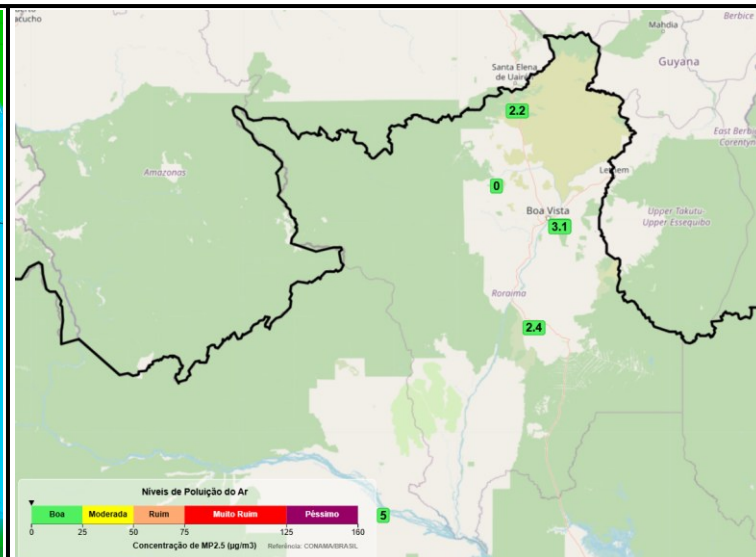 acucho
Berbice
Mahdia
Guyana
Santa Elena
de Uairén
2.2
East Berbi
Corentyn
Amazonas
0
Lethem
Boa Vista
3.1
Upper Takutu
Upper Essequibo
Roraima
2.4
5
Níveis de Poluição do Ar
Boa Moderada Ruim Muito Ruim Péssimo
0 25 50 75 125 160
Concentração de MP2.5 (µg/m3) Referência: CONAMA/BRASIL